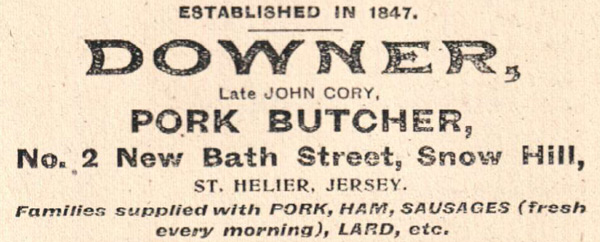 ESTABLISHED IN 1847.
DOWNER,
Late JOHN CORY,
PORK BUTCHER,
No. 2 New Bath Street, Snow Hill,
ST. HELIER, JERSEY.
Families supplied with PORK, HAM, SAUSAGES (fresh
every morning), LARD, etc.